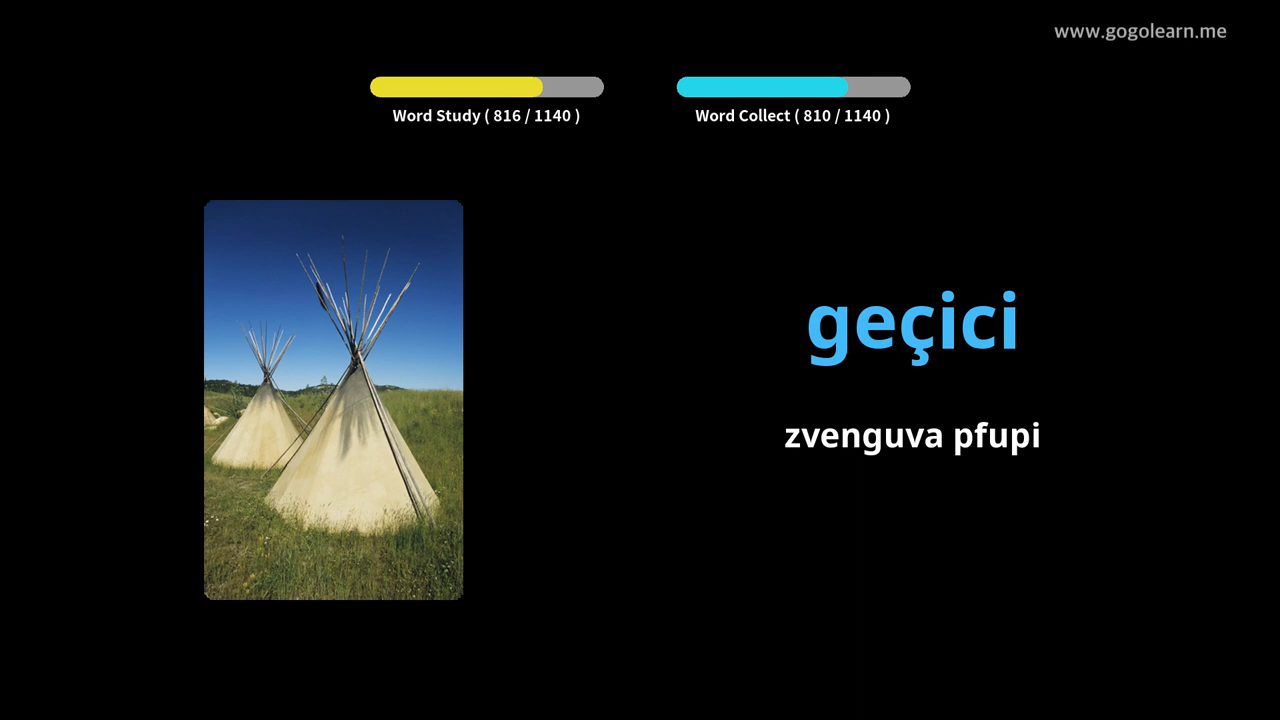 www.gogolearn.me
Word Study ( 816 / 1140 )
Word Collect ( 810 / 1140 )
geçici
zvenguva pfupi